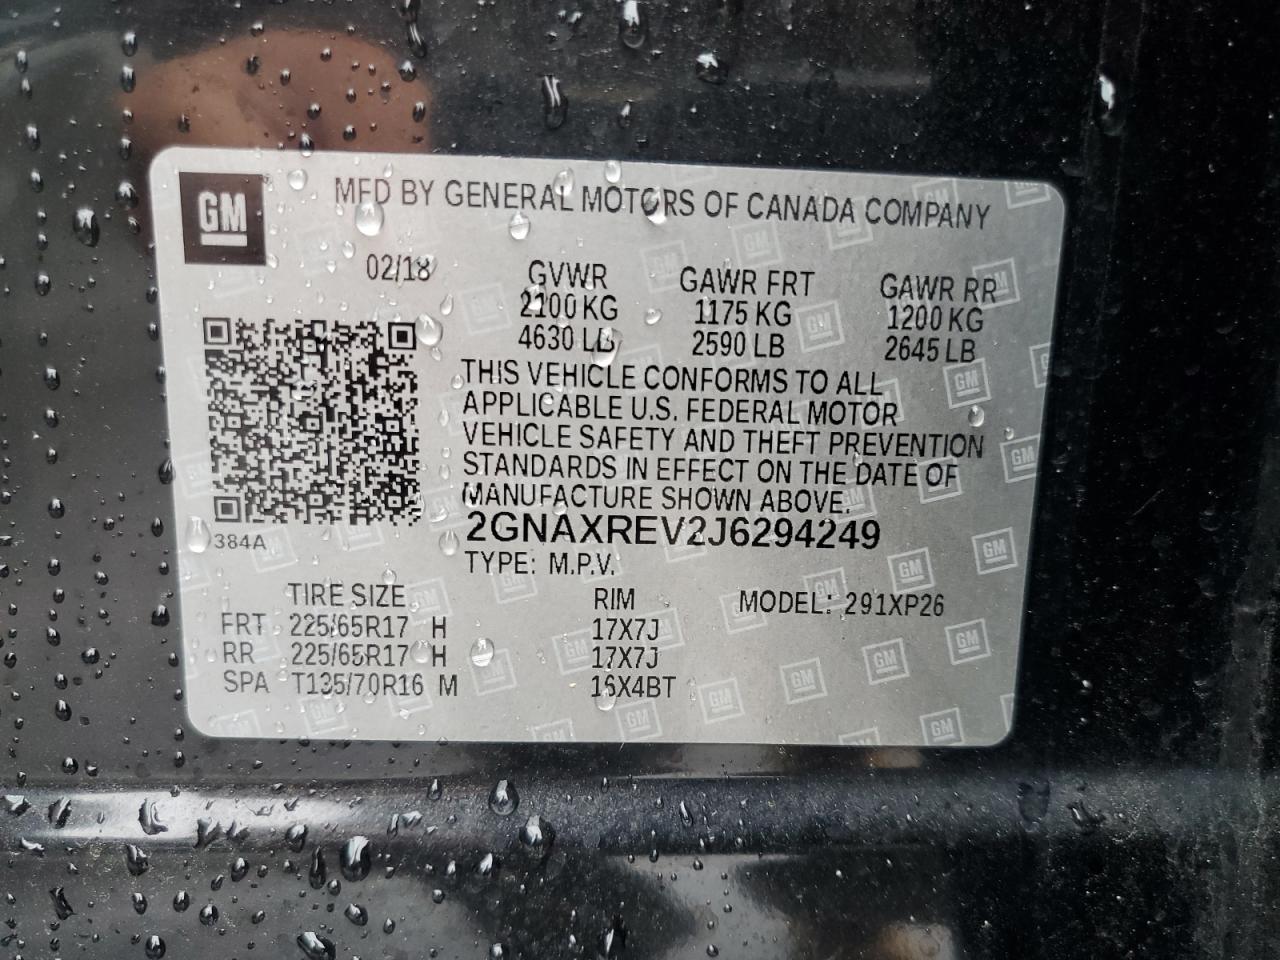 GM
MFD BY GENERAL MOTORS OF CANADA COMPANY
02/18 GVWR GAWR FRT GAWR RR
2100 KG 1175 KG 1200 KG
4630 LB 2590 LB 2645 LB
THIS VEHICLE CONFORMS TO ALL
APPLICABLE U.S. FEDERAL MOTOR
VEHICLE SAFETY AND THEFT PREVENTION
STANDARDS IN EFFECT ON THE DATE OF
MANUFACTURE SHOWN ABOVE.
2GNAXREV2J6294249
384A
TYPE: M.P.V.
TIRE SIZE RIM MODEL: 291XP26
FRT 225/65R17 H 17X7J
RR 225/65R17 H 17X7J
SPA T135/70R16 M 16X4BT